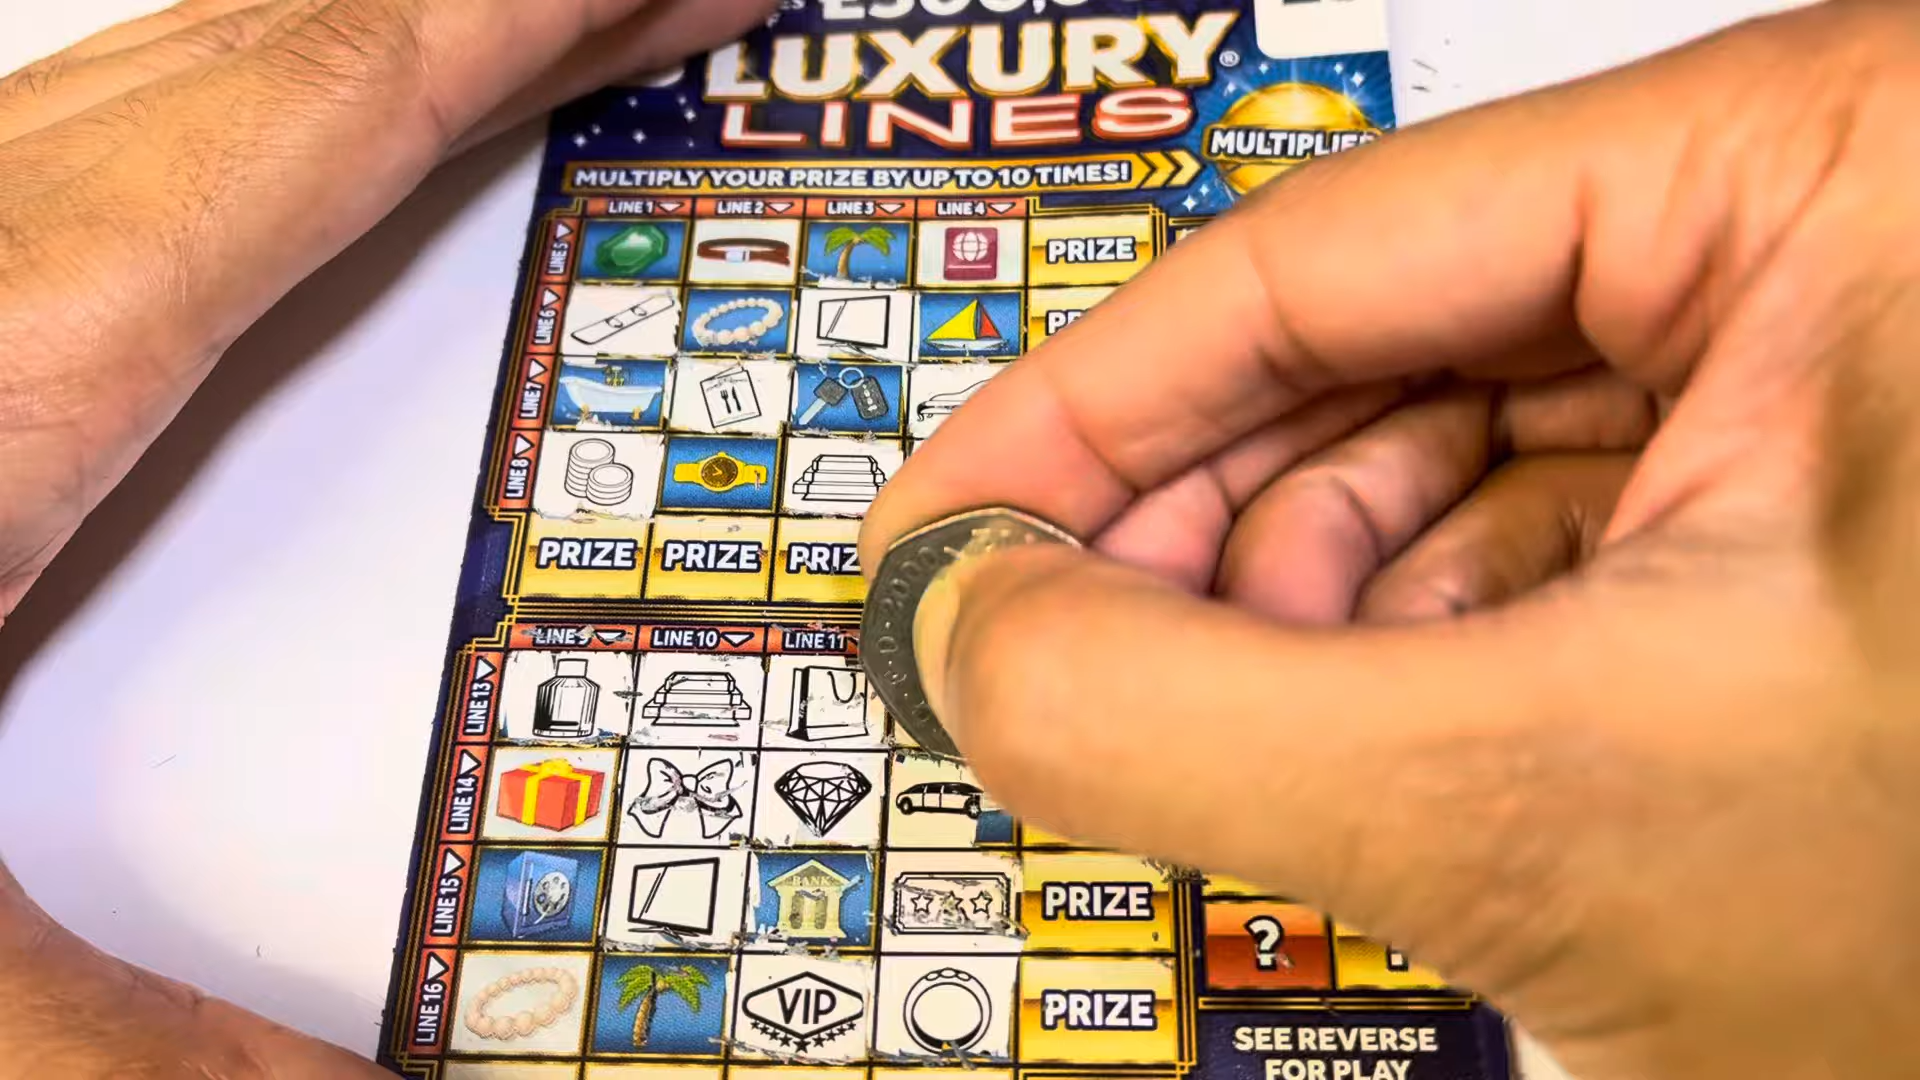 LUXURY®
LINES
MULTIPLIER
MULTIPLY YOUR PRIZE BY UP TO 10 TIMES!
LINE 1 LINE 2 LINE 3 LINE 4
LINE 5 PRIZE
LINE 6
LINE 7
LINE 8
PRIZE PRIZE
LINE 9 LINE 10 LINE 11
LINE 13
LINE 14
LINE 15 BANK PRIZE
?
LINE 16 VIP PRIZE
SEE REVERSE
FOR PLAY